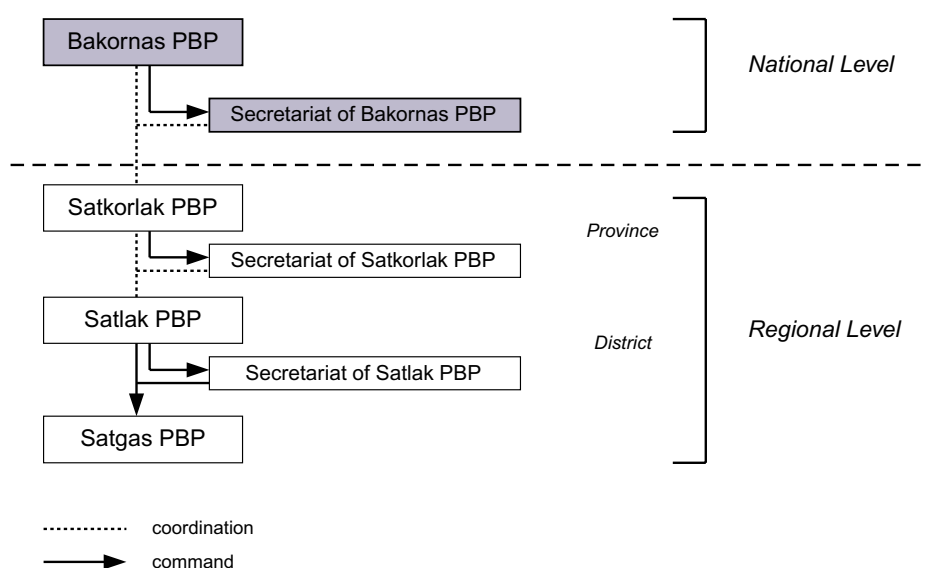 Bakornas PBP
National Level
Secretariat of Bakornas PBP
Satkorlak PBP
Province
Secretariat of Satkorlak PBP
Satlak PBP
District
Regional Level
Secretariat of Satlak PBP
Satgas PBP
coordination
command